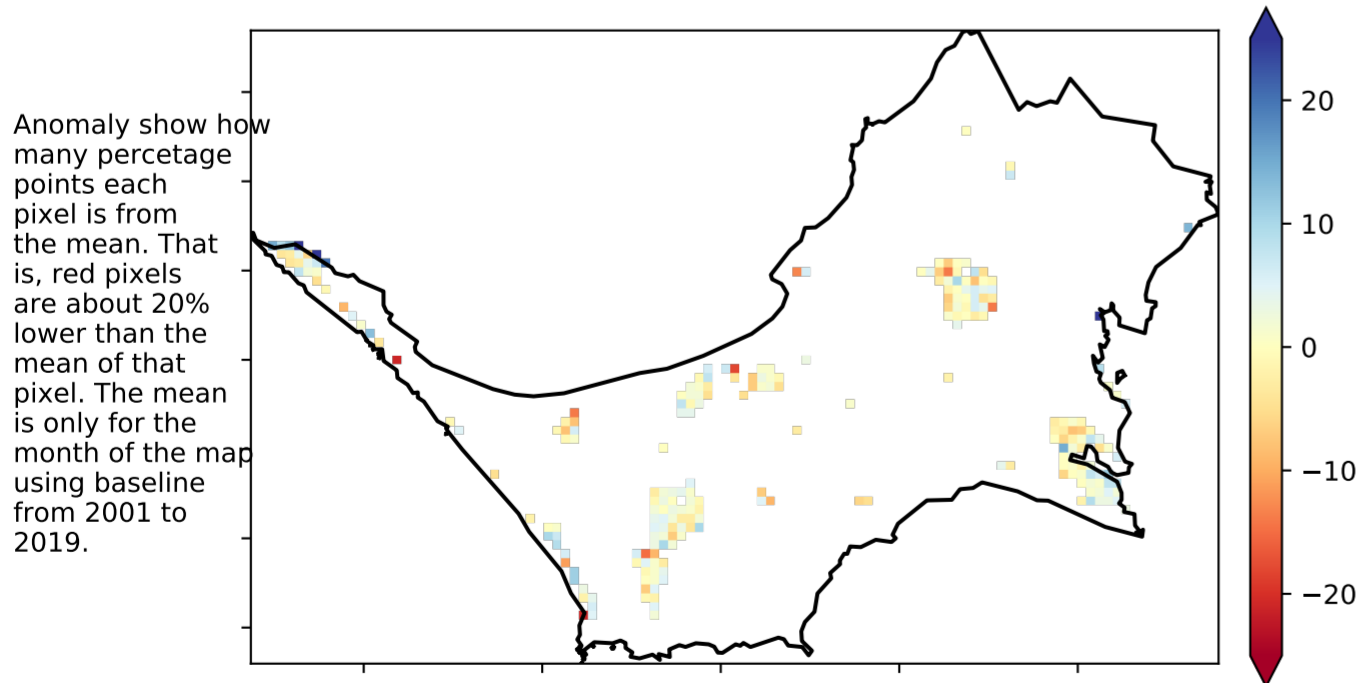 Anomaly show how
many percetage
points each
pixel is from
the mean. That
is, red pixels
are about 20%
lower than the
mean of that
pixel. The mean
is only for the
month of the map
using baseline
from 2001 to
2019.
20
10
0
−10
−20